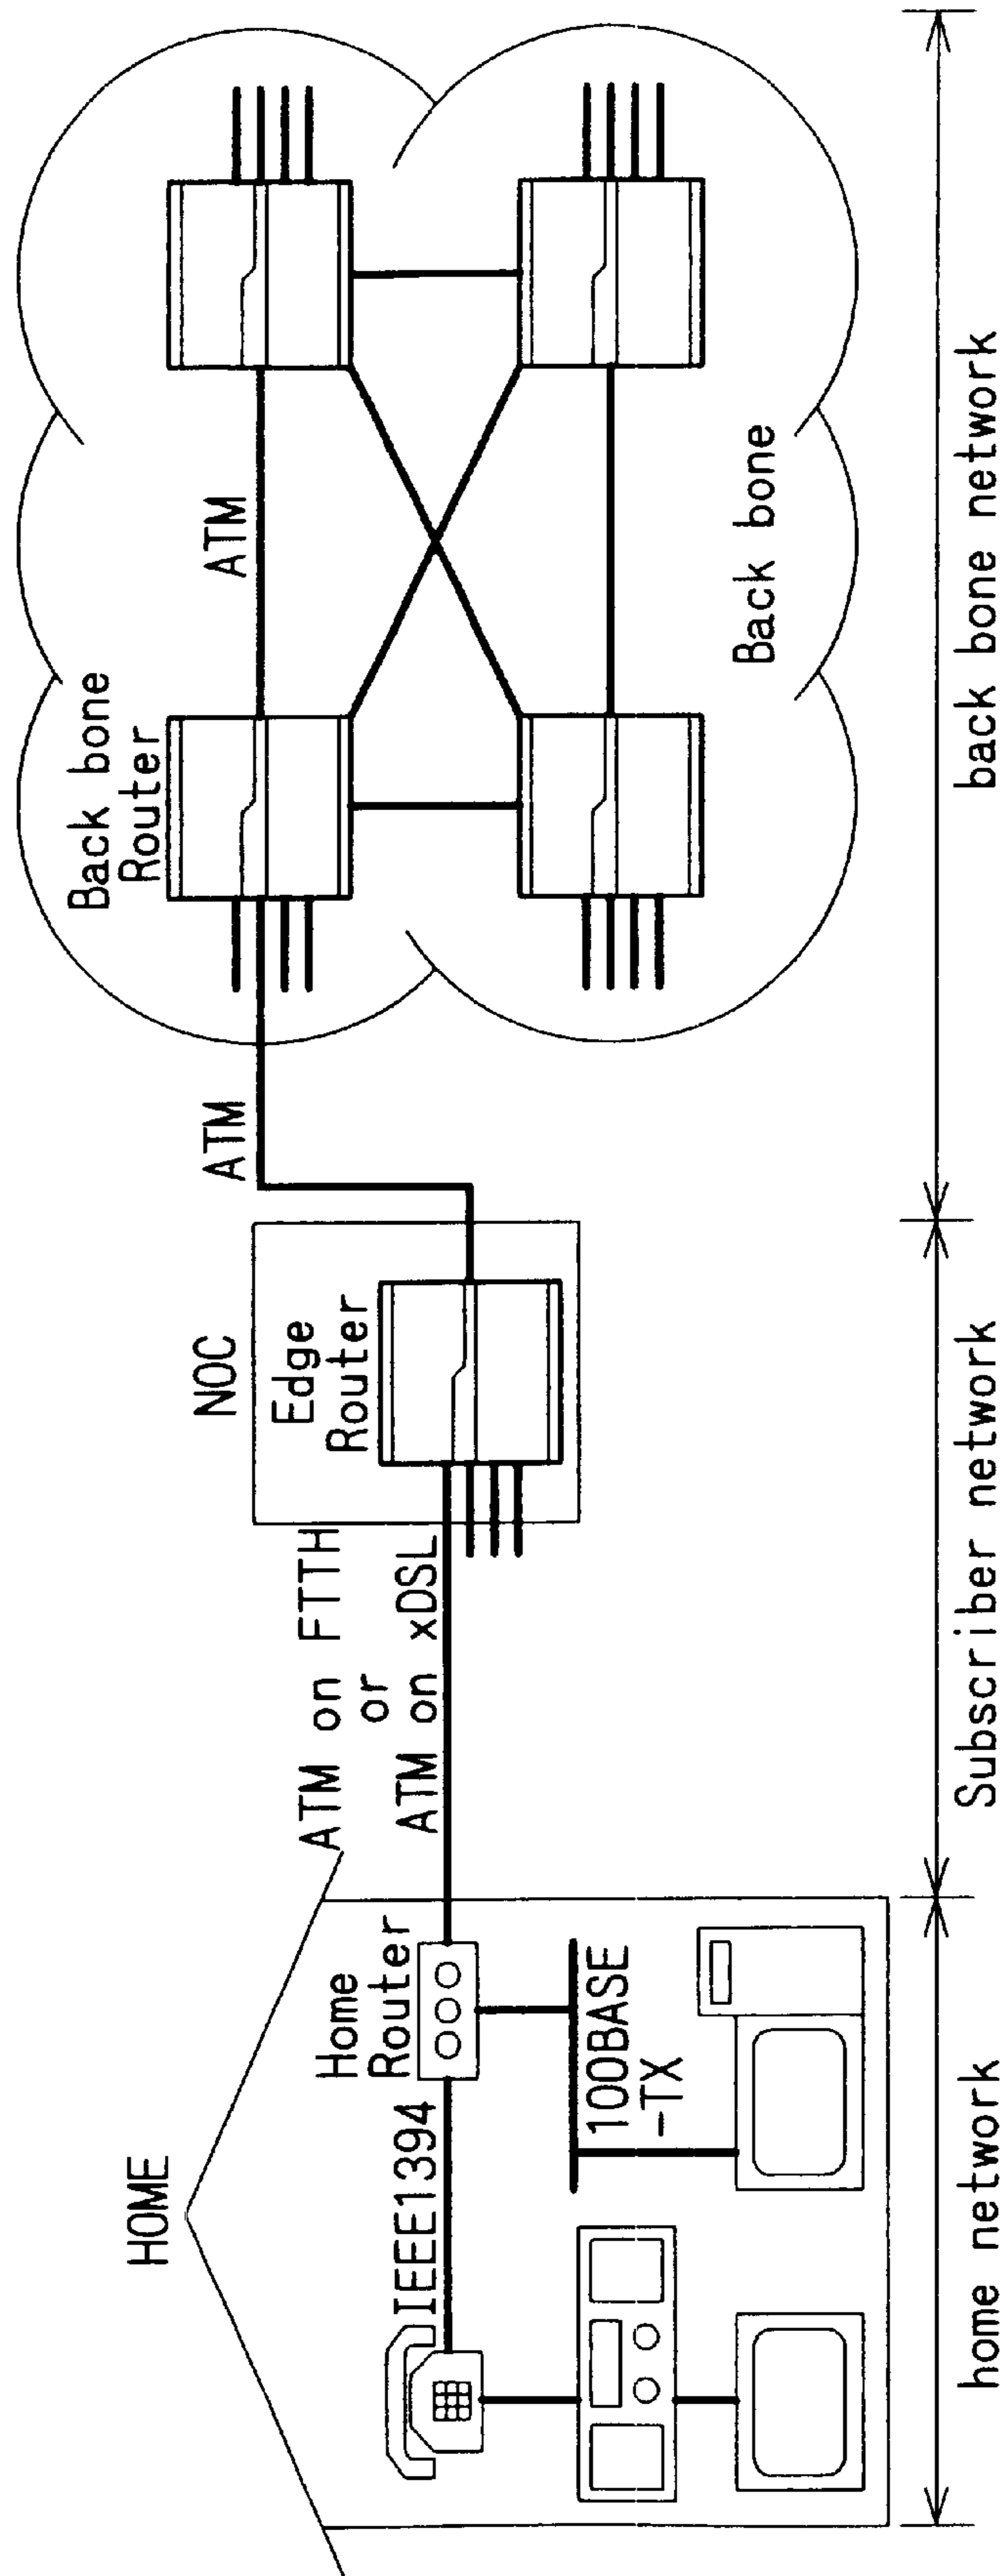 HOME
Home
Router
IEEE1394
100BASE
-TX
ATM on FTTH
or
ATM on xDSL
NOC
Edge
Router
ATM
Back bone
Router
ATM
Back bone
home network
Subscriber network
back bone network